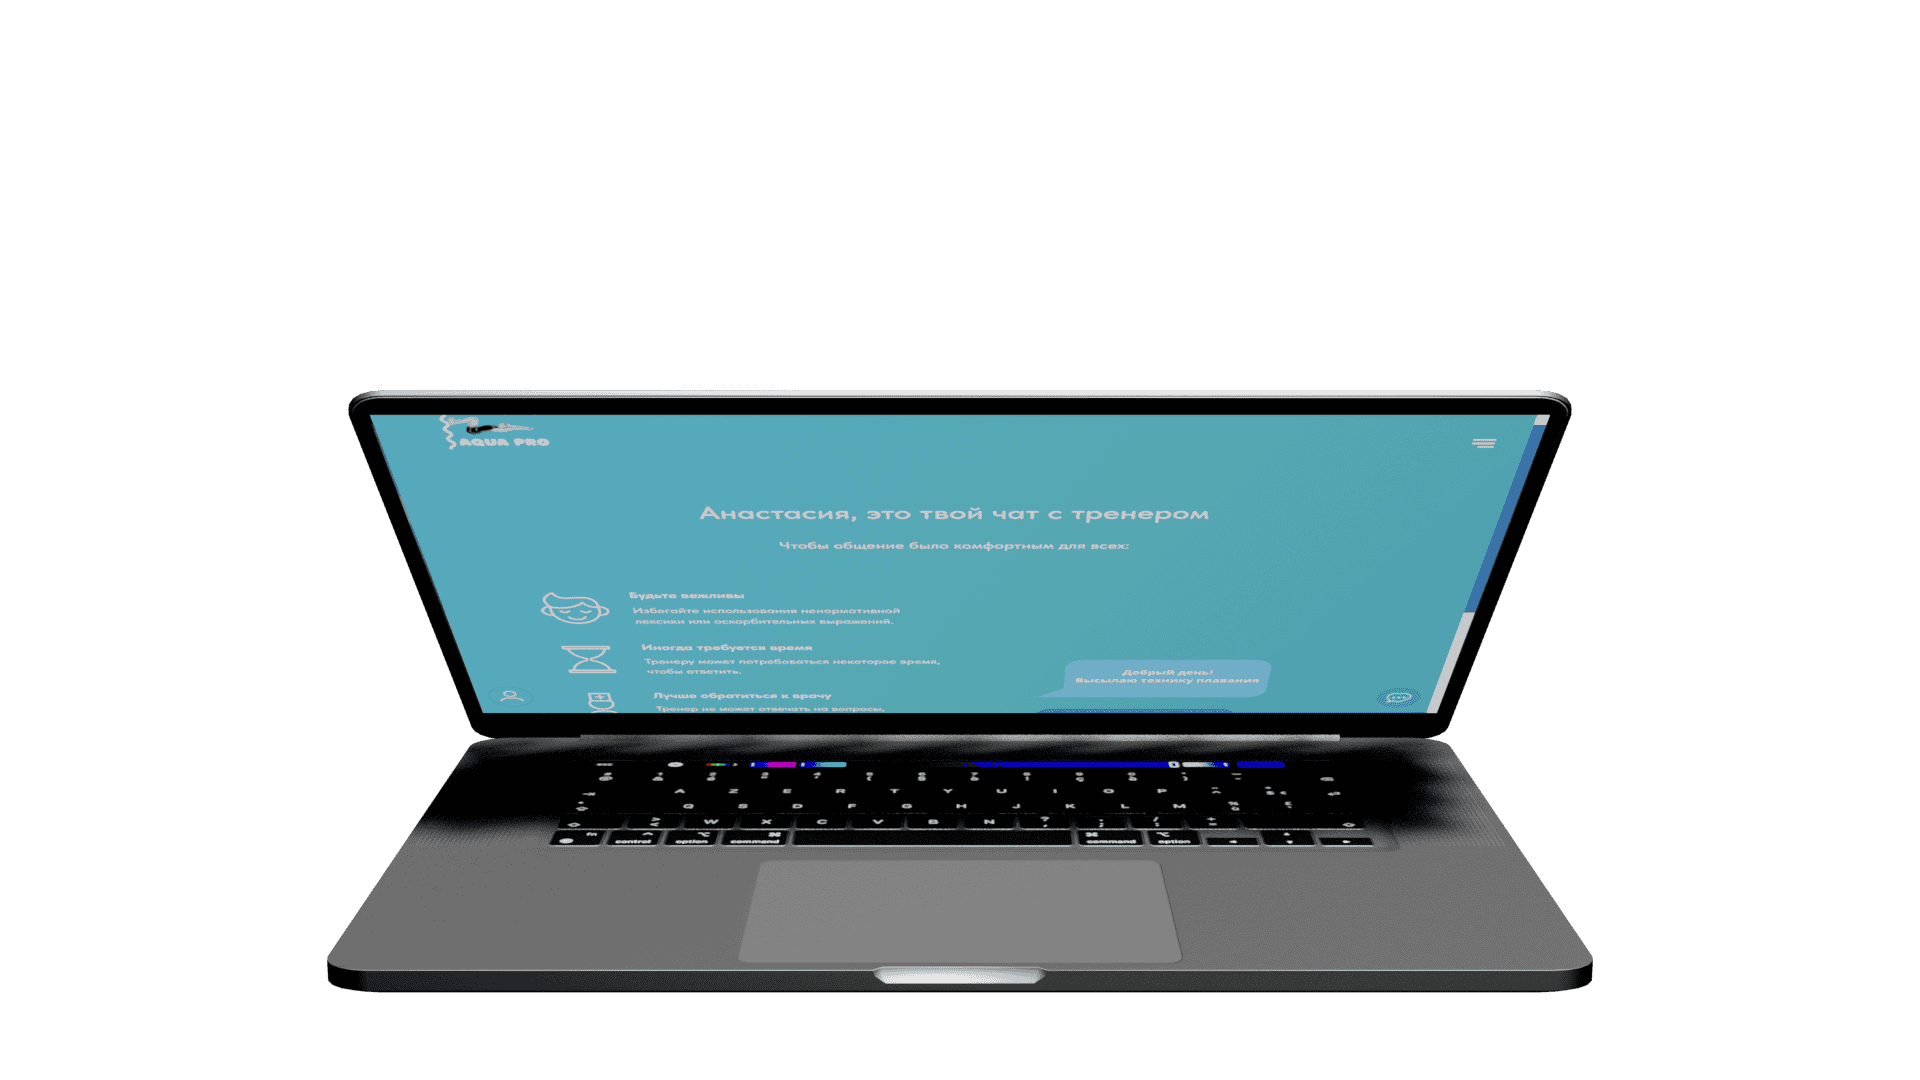 AQUA PRO
Анастасия, это твой чат с тренером
Чтобы общение было комфортным для всех:
Будьте вежливы
Избегайте использования ненормативной
лексики или оскорбительных выражений.
Иногда требуется время
Тренеру может потребоваться некоторое время,
чтобы ответить.
Лучше обратиться к врачу
Тренер не может отвечать на вопросы,
Добрый день!
Высылаю технику плавания
A Z E R T Y U I O P
Q S D F G H J K L M
W X C V B N ? ; / +
fn control option command command option